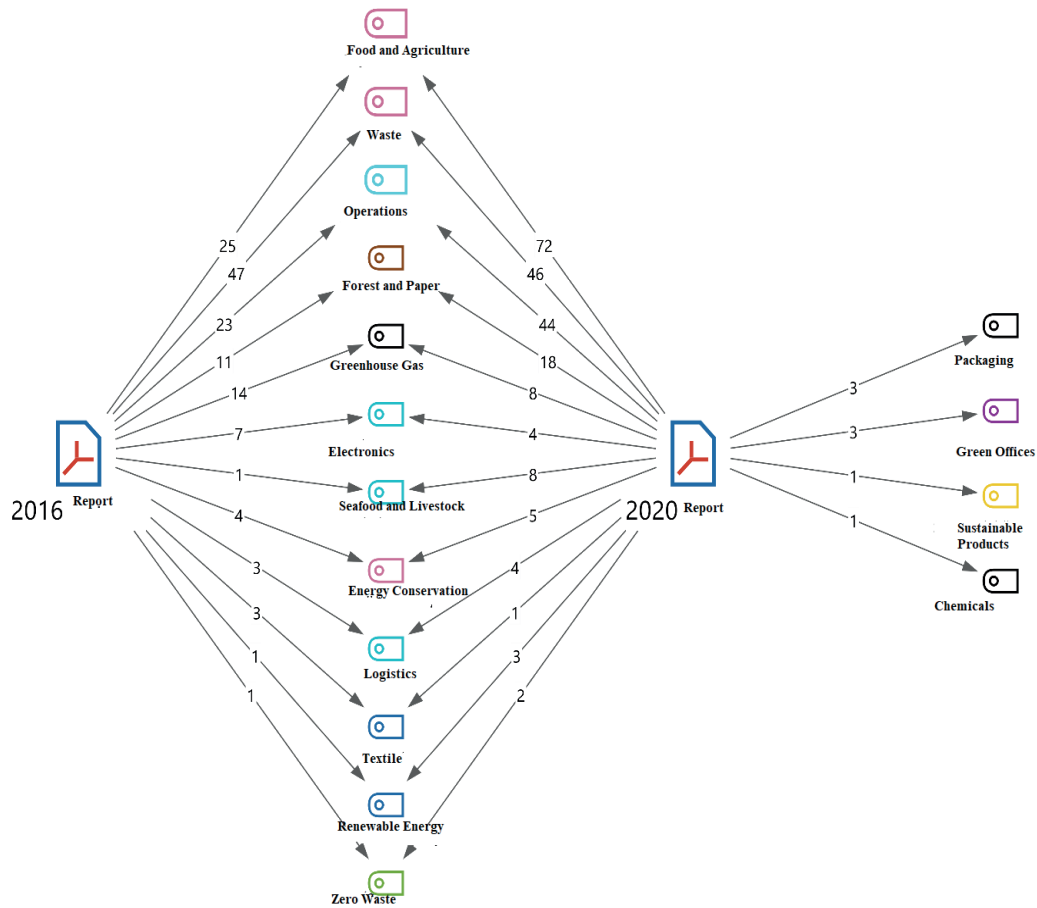 Food and Agriculture
Waste
Operations
25
72
47
46
Forest and Paper
23
44
Packaging
11
18
Greenhouse Gas
14
8
3
7
4
3
Electronics
Green Offices
1
8
1
2016 Report
Seafood and Livestock
2020 Report
4
5
1
Sustainable
Products
3
Energy Conservation
4
Chemicals
3
1
Logistics
1
3
1
2
Textile
Renewable Energy
Zero Waste